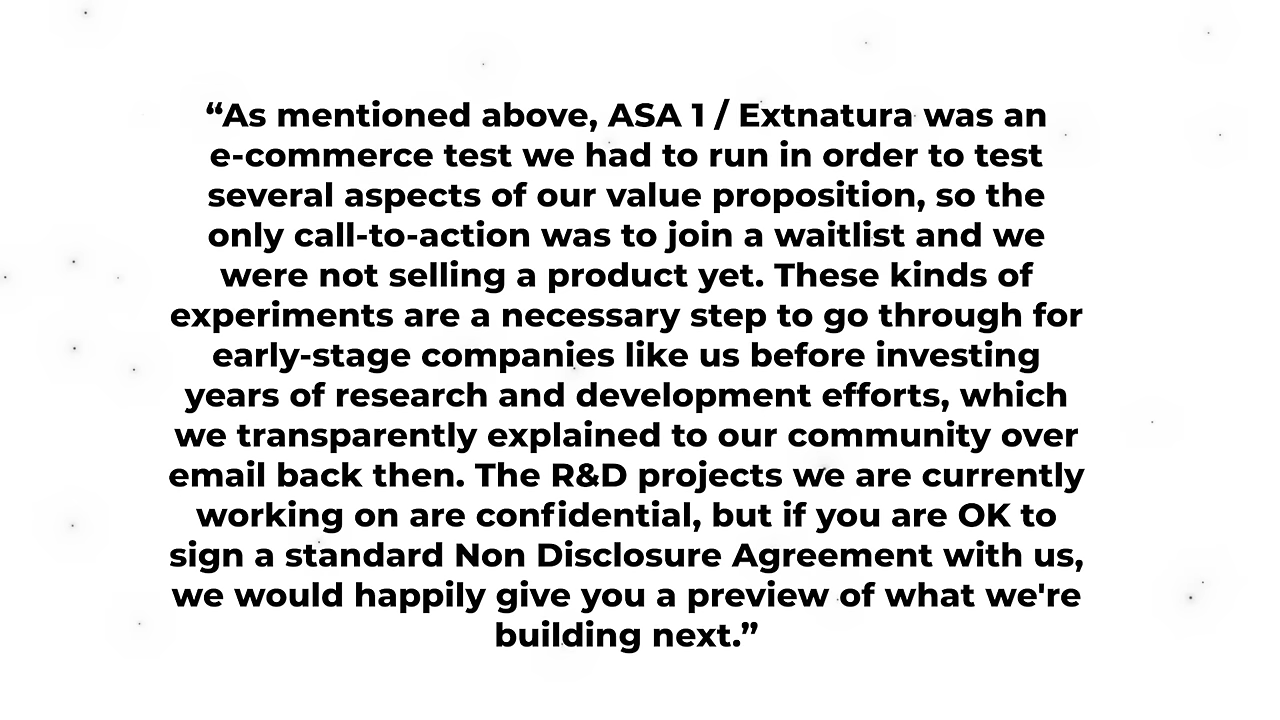 “As mentioned above, ASA 1 / Extnatura was an
e-commerce test we had to run in order to test
several aspects of our value proposition, so the
only call-to-action was to join a waitlist and we
were not selling a product yet. These kinds of
experiments are a necessary step to go through for
early-stage companies like us before investing
years of research and development efforts, which
we transparently explained to our community over
email back then. The R&D projects we are currently
working on are confidential, but if you are OK to
sign a standard Non Disclosure Agreement with us,
we would happily give you a preview of what we're
building next.”